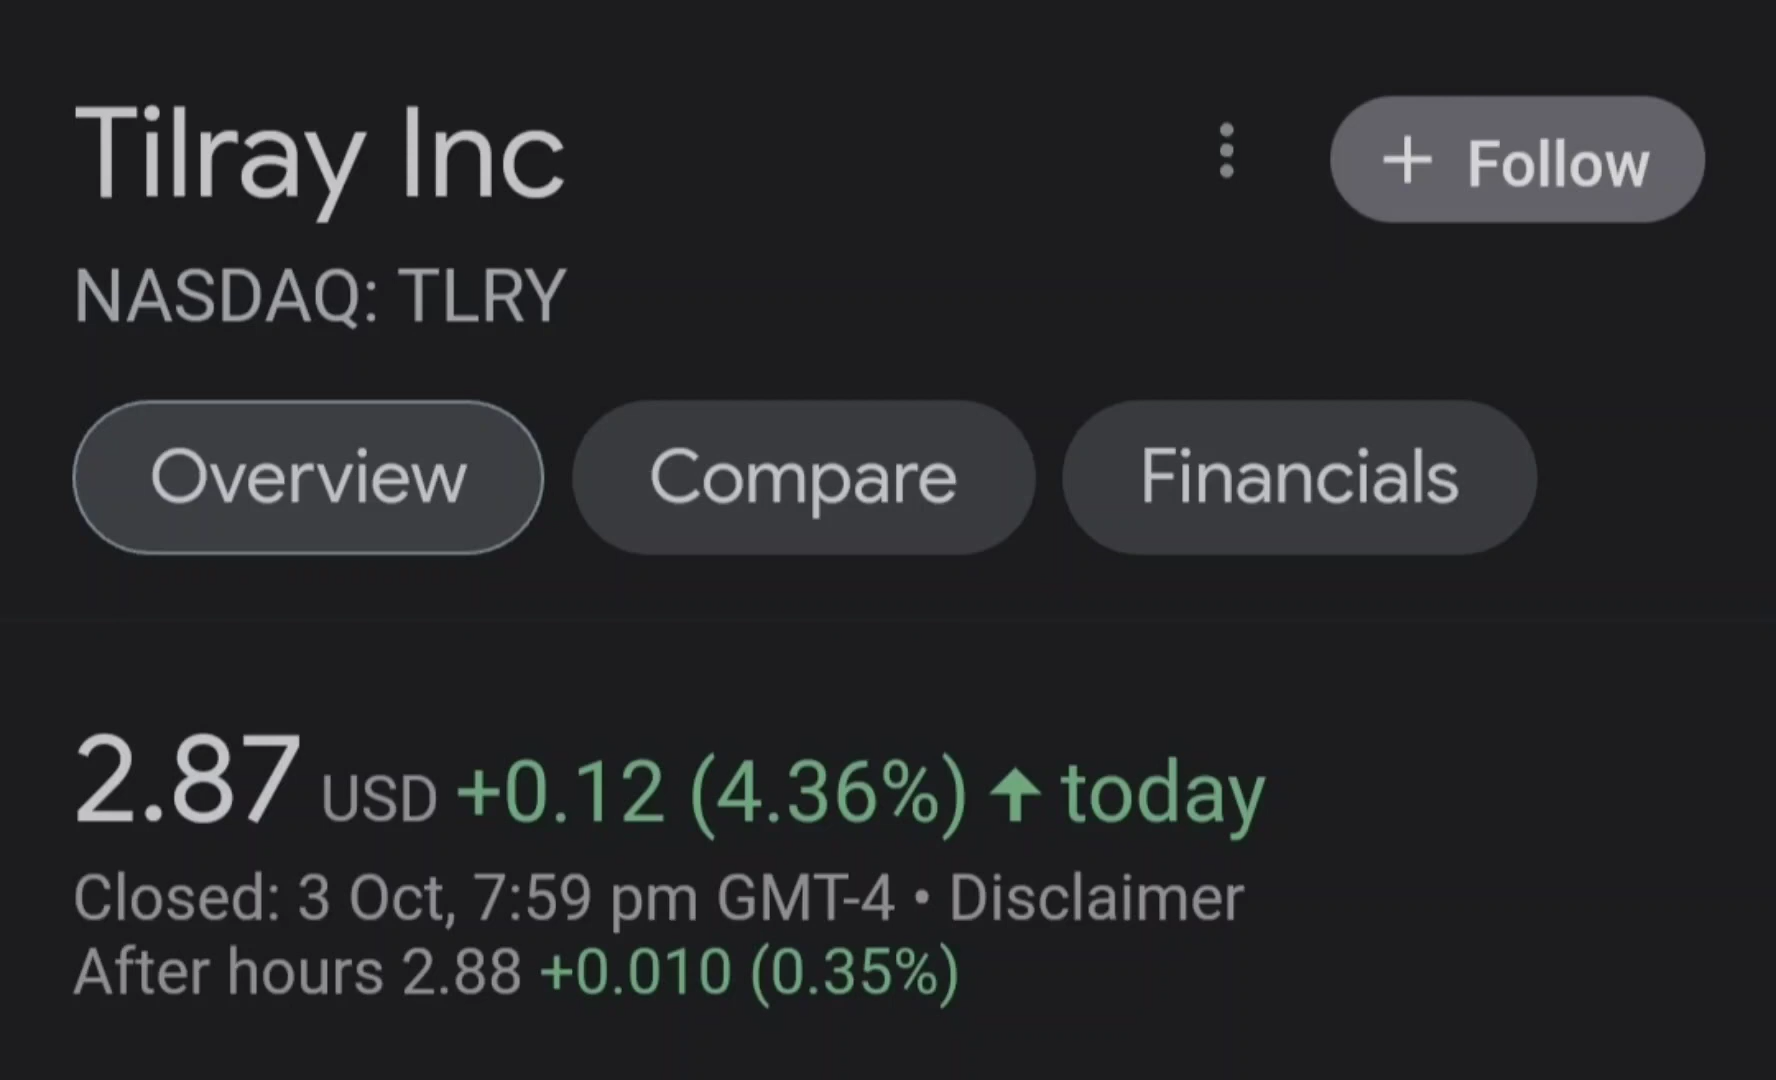 Tilray Inc
+ Follow
NASDAQ: TLRY
Overview Compare Financials
2.87 USD +0.12 (4.36%) ↑ today
Closed: 3 Oct, 7:59 pm GMT-4 • Disclaimer
After hours 2.88 +0.010 (0.35%)